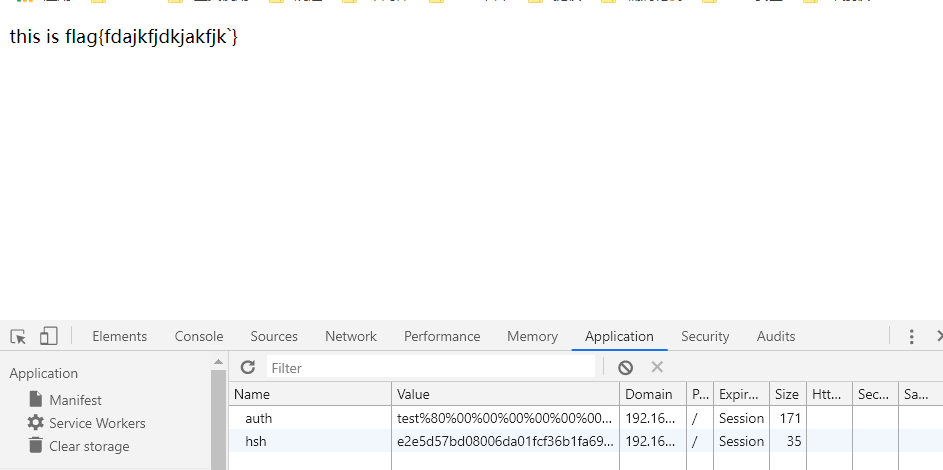 this is flag{fdajkfjdkjakfjk`}
Elements Console Sources Network Performance Memory Application Security Audits
Application
Filter
Manifest
Service Workers
Clear storage
Name Value Domain P... Expir... Size Htt... Sec... Sa...
auth test%80%00%00%00%00%00%00... 192.16... / Session 171
hsh e2e5d57bd08006da01fcf36b1fa69... 192.16... / Session 35